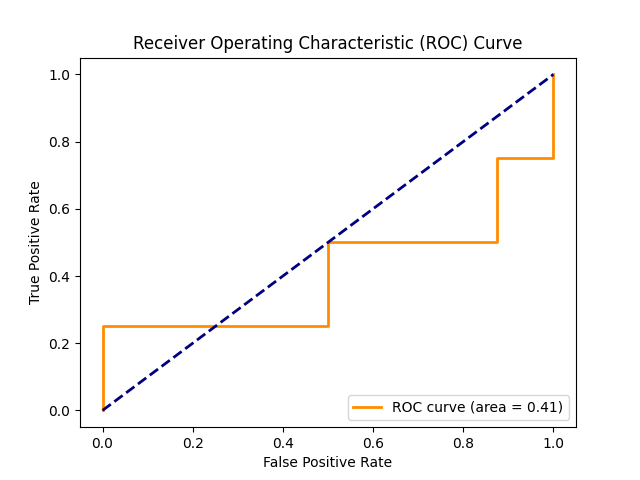 Receiver Operating Characteristic (ROC) Curve
1.0
0.8
0.6
0.4
0.2
0.0
True Positive Rate
ROC curve (area = 0.41)
0.0 0.2 0.4 0.6 0.8 1.0
False Positive Rate